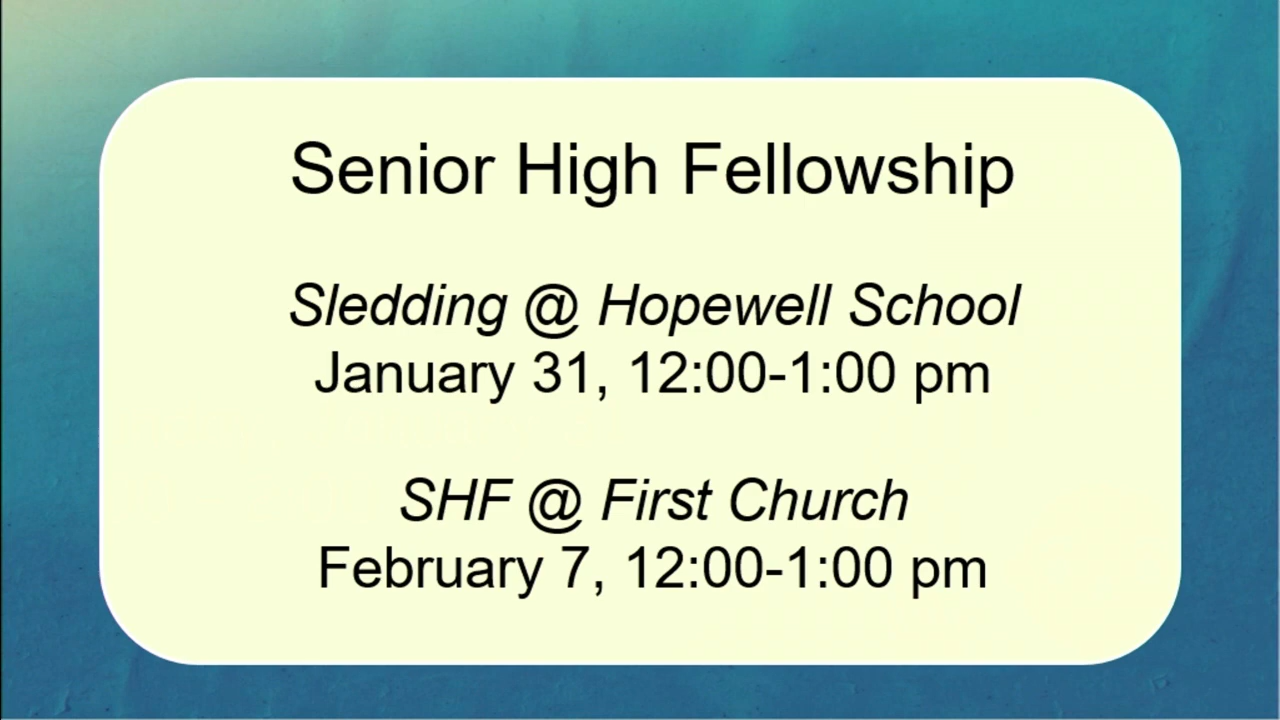 Senior High Fellowship
Sledding @ Hopewell School
January 31, 12:00-1:00 pm
SHF @ First Church
February 7, 12:00-1:00 pm